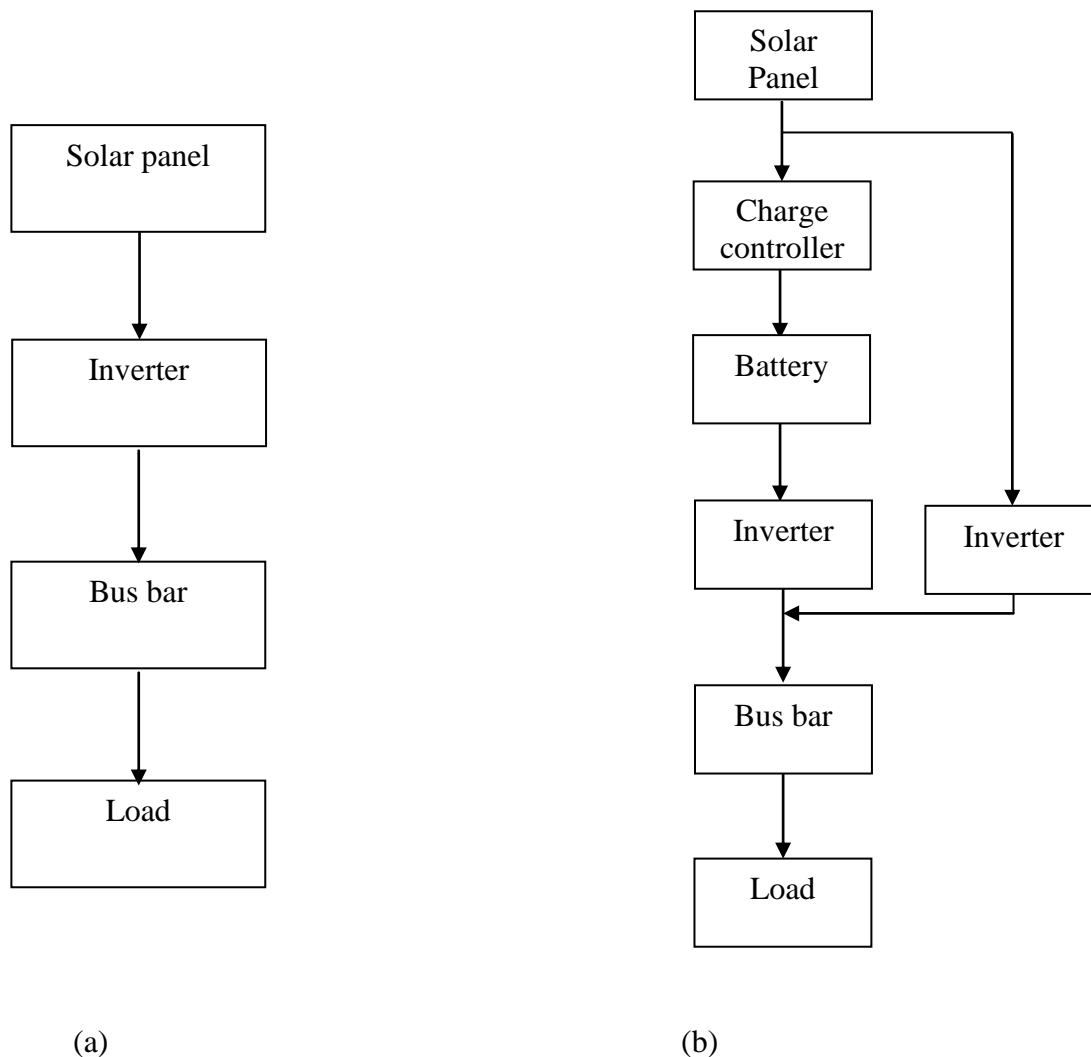 Solar panel
Inverter
Bus bar
Load
(a)
Solar
Panel
Charge
controller
Battery
Inverter
Inverter
Bus bar
Load
(b)